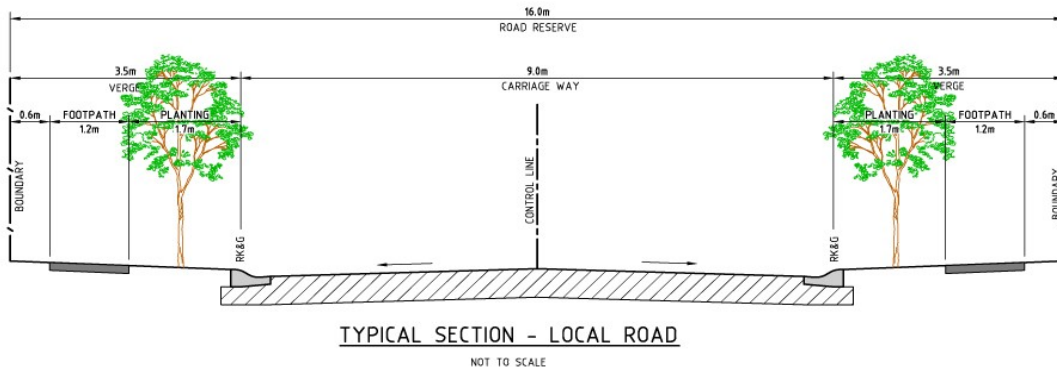 16.0m
ROAD RESERVE
3.5m
VERGE
9.0m
CARRIAGE WAY
3.5m
VERGE
0.6m
FOOTPATH
1.2m
PLANTING
1.7m
PLANTING
1.7m
FOOTPATH
1.2m
0.6m
BOUNDARY
RK&G
CONTROL LINE
RK&G
BOUNDARY
TYPICAL SECTION - LOCAL ROAD
NOT TO SCALE